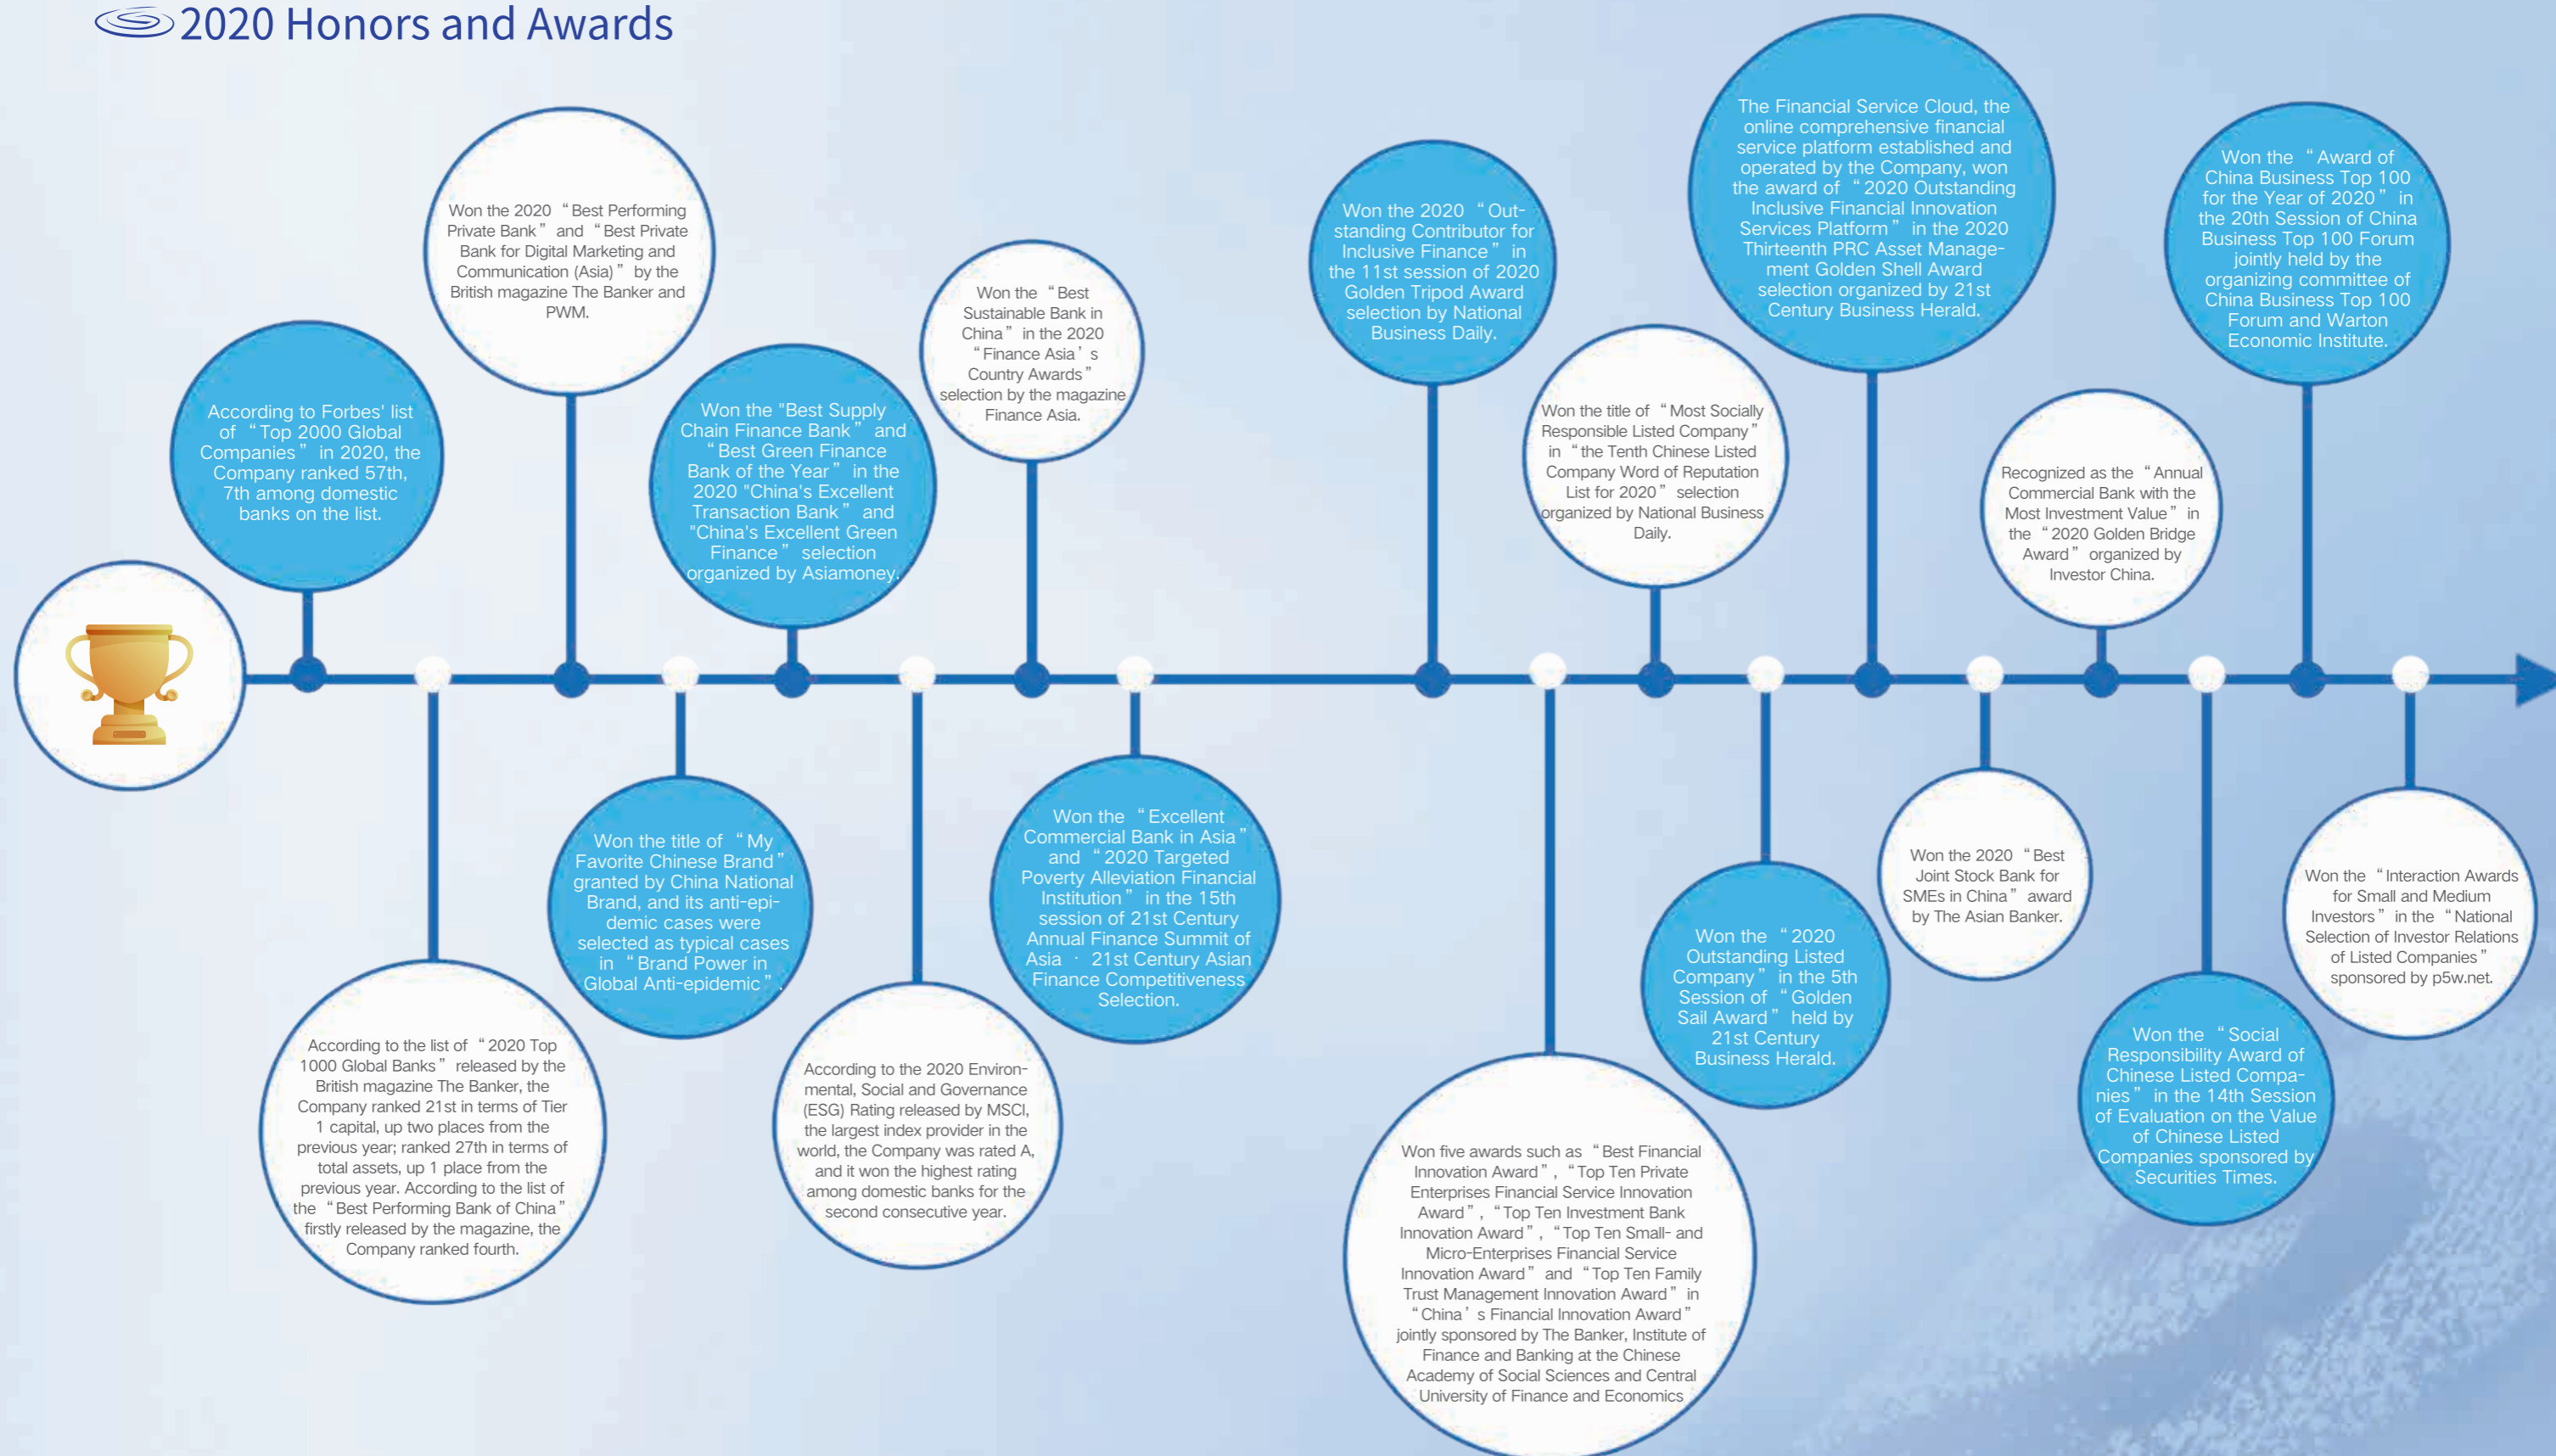 2020 Honors and Awards
According to Forbes' list
of “Top 2000 Global
Companies” in 2020, the
Company ranked 57th,
7th among domestic
banks on the list.
According to the list of “2020 Top
1000 Global Banks” released by the
British magazine The Banker, the
Company ranked 21st in terms of Tier
1 capital, up two places from the
previous year; ranked 27th in terms of
total assets, up 1 place from the
previous year. According to the list of
the “Best Performing Bank of China”
firstly released by the magazine, the
Company ranked fourth.
Won the 2020 “Best Performing
Private Bank” and “Best Private
Bank for Digital Marketing and
Communication (Asia)” by the
British magazine The Banker and
PWM.
Won the title of “My
Favorite Chinese Brand”
granted by China National
Brand, and its anti-epi-
demic cases were
selected as typical cases
in “Brand Power in
Global Anti-epidemic”.
Won the "Best Supply
Chain Finance Bank” and
“Best Green Finance
Bank of the Year” in the
2020 "China's Excellent
Transaction Bank” and
"China's Excellent Green
Finance” selection
organized by Asiamoney.
According to the 2020 Environ-
mental, Social and Governance
(ESG) Rating released by MSCI,
the largest index provider in the
world, the Company was rated A,
and it won the highest rating
among domestic banks for the
second consecutive year.
Won the “Best
Sustainable Bank in
China” in the 2020
“Finance Asia’s
Country Awards”
selection by the magazine
Finance Asia.
Won the “Excellent
Commercial Bank in Asia”
and “2020 Targeted
Poverty Alleviation Financial
Institution” in the 15th
session of 21st Century
Annual Finance Summit of
Asia · 21st Century Asian
Finance Competitiveness
Selection.
Won the 2020 “Out-
standing Contributor for
Inclusive Finance” in
the 11st session of 2020
Golden Tripod Award
selection by National
Business Daily.
Won five awards such as “Best Financial
Innovation Award”, “Top Ten Private
Enterprises Financial Service Innovation
Award”, “Top Ten Investment Bank
Innovation Award”, “Top Ten Small- and
Micro-Enterprises Financial Service
Innovation Award” and “Top Ten Family
Trust Management Innovation Award” in
“China’s Financial Innovation Award”
jointly sponsored by The Banker, Institute of
Finance and Banking at the Chinese
Academy of Social Sciences and Central
University of Finance and Economics
Won the title of “Most Socially
Responsible Listed Company”
in “the Tenth Chinese Listed
Company Word of Reputation
List for 2020” selection
organized by National Business
Daily.
Won the “2020
Outstanding Listed
Company” in the 5th
Session of “Golden
Sail Award” held by
21st Century
Business Herald.
The Financial Service Cloud, the
online comprehensive financial
service platform established and
operated by the Company, won
the award of “2020 Outstanding
Inclusive Financial Innovation
Services Platform” in the 2020
Thirteenth PRC Asset Manage-
ment Golden Shell Award
selection organized by 21st
Century Business Herald.
Won the 2020 “Best
Joint Stock Bank for
SMEs in China” award
by The Asian Banker.
Recognized as the “Annual
Commercial Bank with the
Most Investment Value” in
the “2020 Golden Bridge
Award” organized by
Investor China.
Won the “Social
Responsibility Award of
Chinese Listed Compa-
nies” in the 14th Session
of Evaluation on the Value
of Chinese Listed
Companies sponsored by
Securities Times.
Won the “Award of
China Business Top 100
for the Year of 2020” in
the 20th Session of China
Business Top 100 Forum
jointly held by the
organizing committee of
China Business Top 100
Forum and Warton
Economic Institute.
Won the “Interaction Awards
for Small and Medium
Investors” in the “National
Selection of Investor Relations
of Listed Companies”
sponsored by p5w.net.